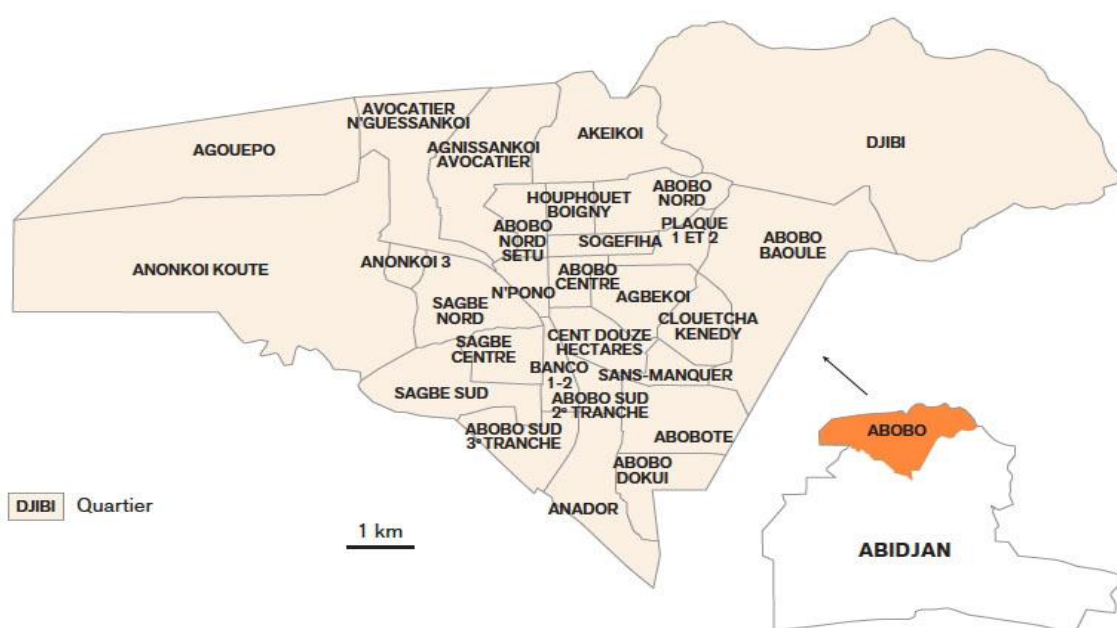 AVOCATIER
N'GUESSANKOI
AGOUEPO
AGNISSANKOI
AVOCATIER
AKEIKOI
DJIBI
HOUPHOUET
BOIGNY
ABOBO
NORD
ABOBO
NORD
SETU
SOGEFIHA
PLAQUE
1 ET 2
ABOBO
BAOULE
ANONKOI KOUTE
ANONKOI 3
N'PONO
ABOBO
CENTRE
AGBEKOI
SAGBE
NORD
CLOUETCHA
KENEDY
SAGBE
CENTRE
CENT DOUZE
HECTARES
BANCO
1-2
SANS-MANQUER
SAGBE SUD
ABOBO SUD
2e TRANCHE
ABOBO SUD
3e TRANCHE
ABOBOTE
ABOBO
DOKUI
ANADOR
DJIBI Quartier
1 km
ABOBO
ABIDJAN